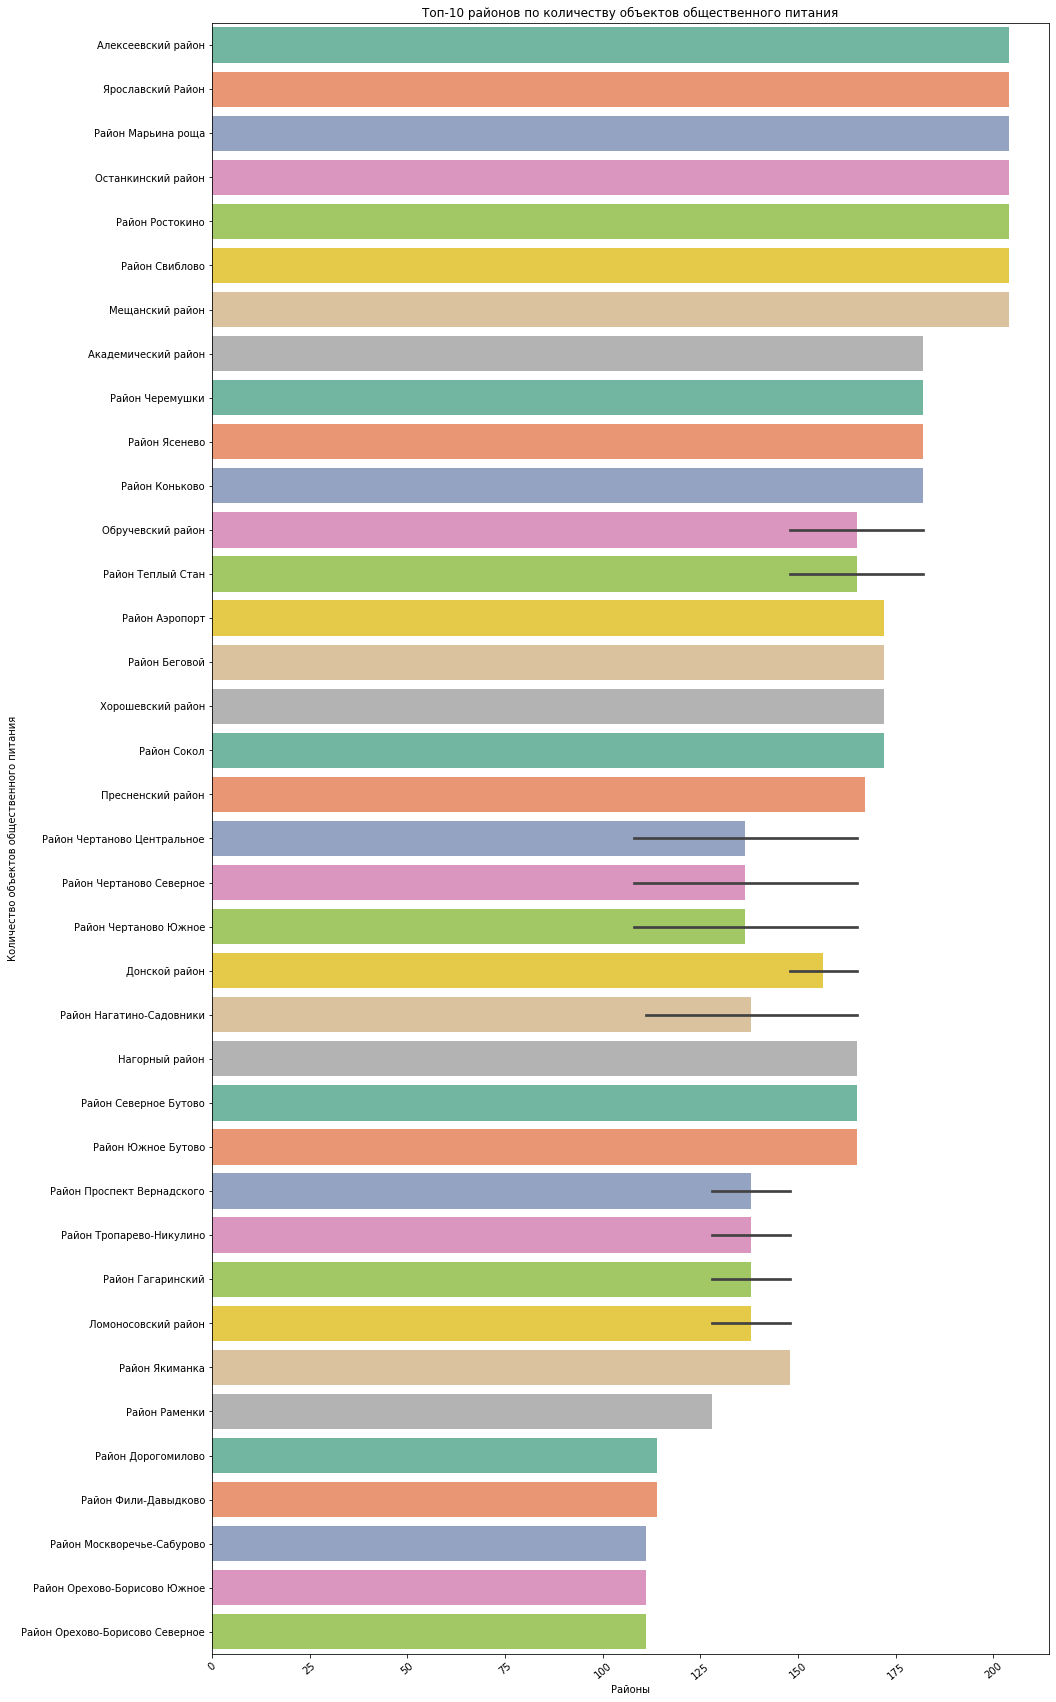 Топ-10 районов по количеству объектов общественного питания
Количество объектов общественного питания
Алексеевский район
Ярославский Район
Район Марьина роща
Останкинский район
Район Ростокино
Район Свиблово
Мещанский район
Академический район
Район Черемушки
Район Ясенево
Район Коньково
Обручевский район
Район Теплый Стан
Район Аэропорт
Район Беговой
Хорошевский район
Район Сокол
Пресненский район
Район Чертаново Центральное
Район Чертаново Северное
Район Чертаново Южное
Донской район
Район Нагатино-Садовники
Нагорный район
Район Северное Бутово
Район Южное Бутово
Район Проспект Вернадского
Район Тропарево-Никулино
Район Гагаринский
Ломоносовский район
Район Якиманка
Район Раменки
Район Дорогомилово
Район Фили-Давыдково
Район Москворечье-Сабурово
Район Орехово-Борисово Южное
Район Орехово-Борисово Северное
0 25 50 75 100 125 150 175 200
Районы